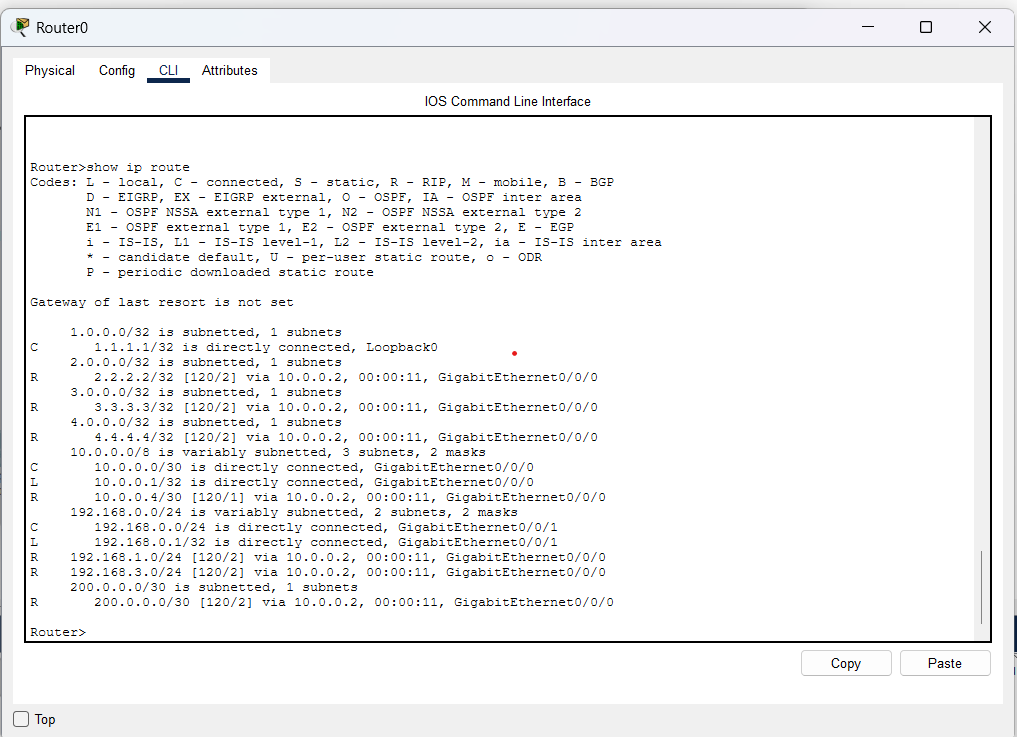 Router0
Physical Config CLI Attributes
IOS Command Line Interface
Router>show ip route
Codes: L - local, C - connected, S - static, R - RIP, M - mobile, B - BGP
       D - EIGRP, EX - EIGRP external, O - OSPF, IA - OSPF inter area
       N1 - OSPF NSSA external type 1, N2 - OSPF NSSA external type 2
       E1 - OSPF external type 1, E2 - OSPF external type 2, E - EGP
       i - IS-IS, L1 - IS-IS level-1, L2 - IS-IS level-2, ia - IS-IS inter area
       * - candidate default, U - per-user static route, o - ODR
       P - periodic downloaded static route
Gateway of last resort is not set
     1.0.0.0/32 is subnetted, 1 subnets
C       1.1.1.1/32 is directly connected, Loopback0
     2.0.0.0/32 is subnetted, 1 subnets
R       2.2.2.2/32 [120/2] via 10.0.0.2, 00:00:11, GigabitEthernet0/0/0
     3.0.0.0/32 is subnetted, 1 subnets
R       3.3.3.3/32 [120/2] via 10.0.0.2, 00:00:11, GigabitEthernet0/0/0
     4.0.0.0/32 is subnetted, 1 subnets
R       4.4.4.4/32 [120/2] via 10.0.0.2, 00:00:11, GigabitEthernet0/0/0
     10.0.0.0/8 is variably subnetted, 3 subnets, 2 masks
C       10.0.0.0/30 is directly connected, GigabitEthernet0/0/0
L       10.0.0.1/32 is directly connected, GigabitEthernet0/0/0
R       10.0.0.4/30 [120/1] via 10.0.0.2, 00:00:11, GigabitEthernet0/0/0
     192.168.0.0/24 is variably subnetted, 2 subnets, 2 masks
C       192.168.0.0/24 is directly connected, GigabitEthernet0/0/1
L       192.168.0.1/32 is directly connected, GigabitEthernet0/0/1
R    192.168.1.0/24 [120/2] via 10.0.0.2, 00:00:11, GigabitEthernet0/0/0
R    192.168.3.0/24 [120/2] via 10.0.0.2, 00:00:11, GigabitEthernet0/0/0
     200.0.0.0/30 is subnetted, 1 subnets
R       200.0.0.0/30 [120/2] via 10.0.0.2, 00:00:11, GigabitEthernet0/0/0
Router>
Copy Paste
Top